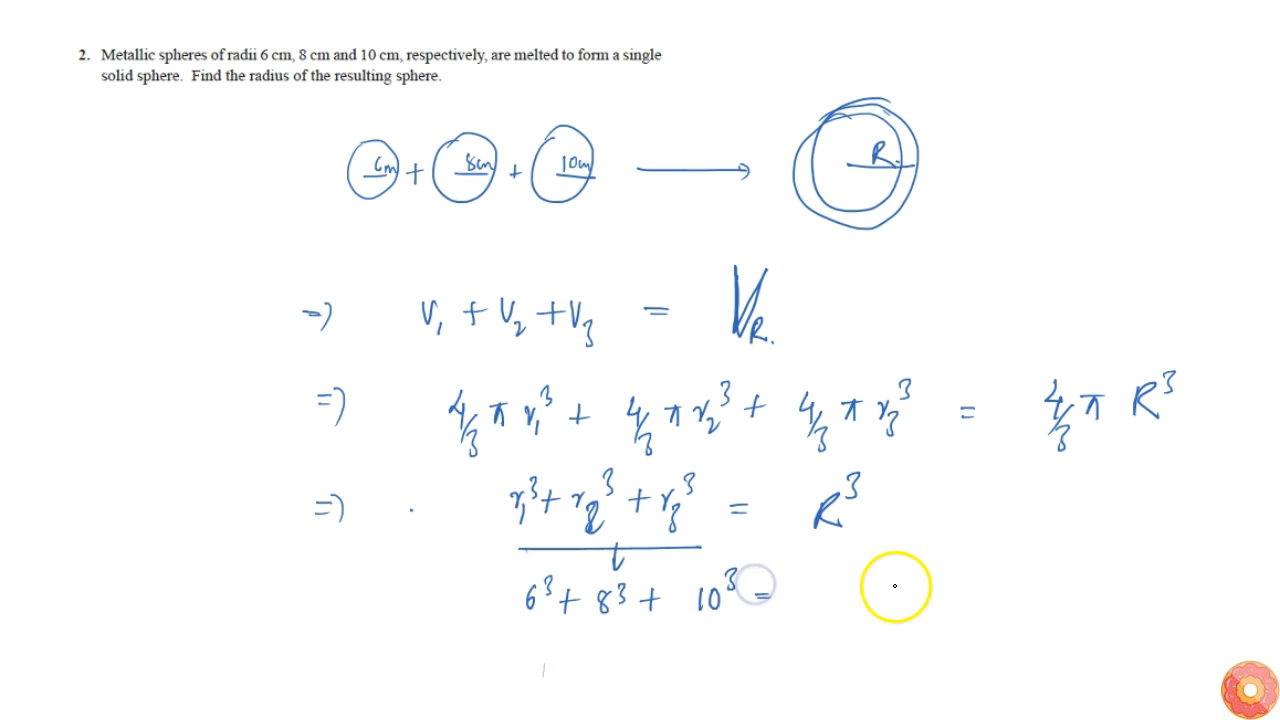 2. Metallic spheres of radii 6 cm, 8 cm and 10 cm, respectively, are melted to form a single
solid sphere. Find the radius of the resulting sphere.
6m + 8cm + 10cm → R.
⇒ V₁ + V₂ + V₃ = V_R.
⇒ 4/3 π r₁³ + 4/3 π r₂³ + 4/3 π r₃³ = 4/3 π R³
⇒ r₁³ + r₂³ + r₃³ = R³
6³ + 8³ + 10³ =